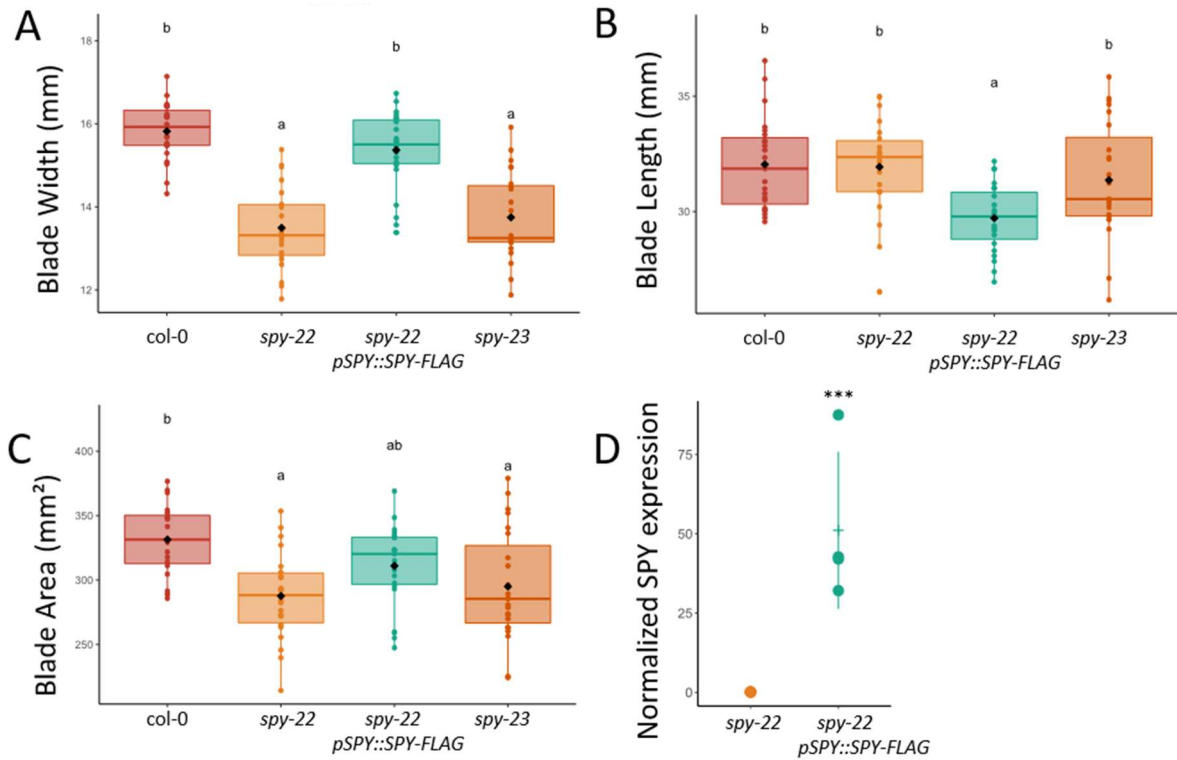 A
Blade Width (mm)
18
16
14
12
b
a
b
a
col-0
spy-22
spy-22
pSPY::SPY-FLAG
spy-23
B
Blade Length (mm)
35
30
b
b
a
b
col-0
spy-22
spy-22
pSPY::SPY-FLAG
spy-23
C
Blade Area (mm²)
400
350
300
250
b
a
ab
a
col-0
spy-22
spy-22
pSPY::SPY-FLAG
spy-23
D
Normalized SPY expression
75
50
25
0
***
spy-22
spy-22
pSPY::SPY-FLAG